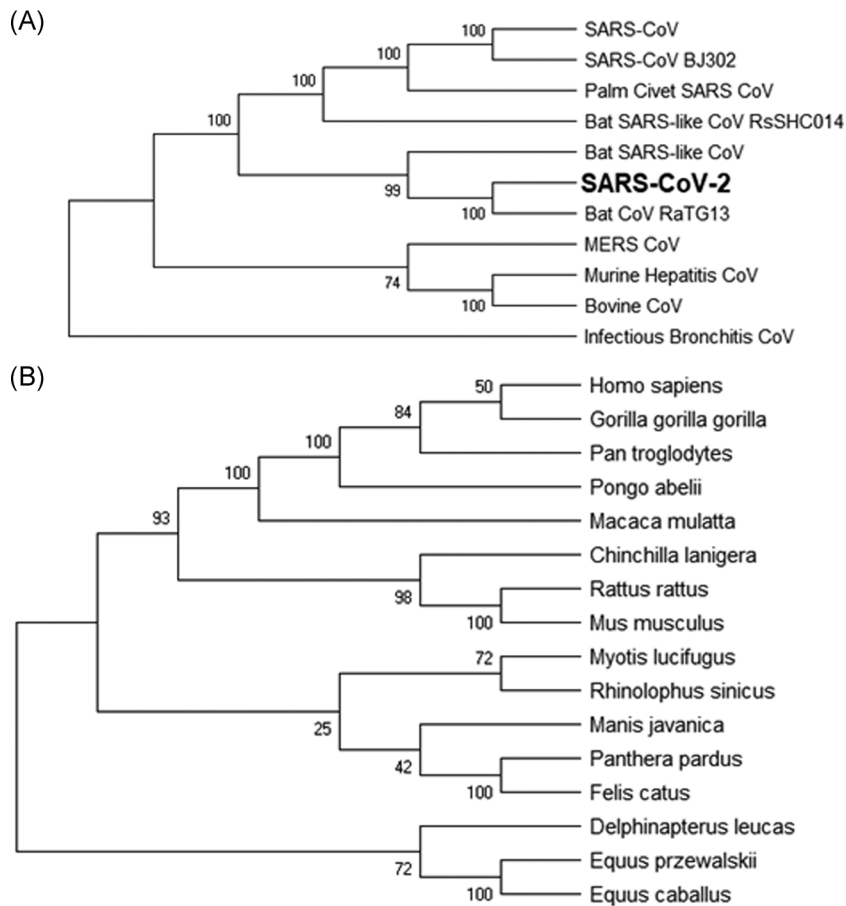 (A)
100
SARS-CoV
100
SARS-CoV BJ302
100
Palm Civet SARS CoV
100
Bat SARS-like CoV RsSHC014
Bat SARS-like CoV
99
SARS-CoV-2
100
Bat CoV RaTG13
MERS CoV
74
Murine Hepatitis CoV
100
Bovine CoV
Infectious Bronchitis CoV
(B)
50
Homo sapiens
84
Gorilla gorilla gorilla
100
Pan troglodytes
100
Pongo abelii
93
Macaca mulatta
Chinchilla lanigera
98
Rattus rattus
100
Mus musculus
72
Myotis lucifugus
Rhinolophus sinicus
25
Manis javanica
42
Panthera pardus
100
Felis catus
Delphinapterus leucas
72
Equus przewalskii
100
Equus caballus